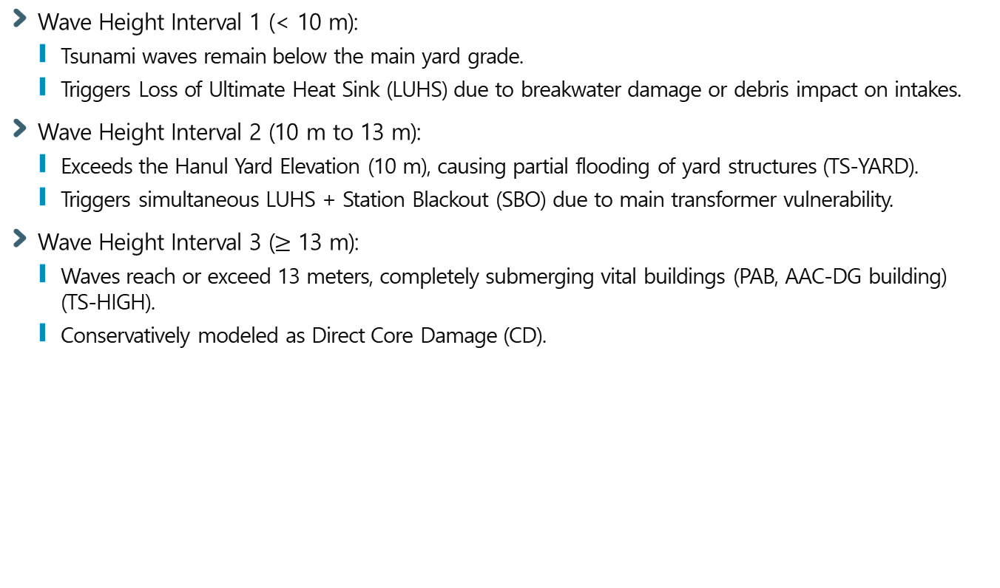 Wave Height Interval 1 (< 10 m):
Tsunami waves remain below the main yard grade.
Triggers Loss of Ultimate Heat Sink (LUHS) due to breakwater damage or debris impact on intakes.
Wave Height Interval 2 (10 m to 13 m):
Exceeds the Hanul Yard Elevation (10 m), causing partial flooding of yard structures (TS-YARD).
Triggers simultaneous LUHS + Station Blackout (SBO) due to main transformer vulnerability.
Wave Height Interval 3 (≥ 13 m):
Waves reach or exceed 13 meters, completely submerging vital buildings (PAB, AAC-DG building)
(TS-HIGH).
Conservatively modeled as Direct Core Damage (CD).